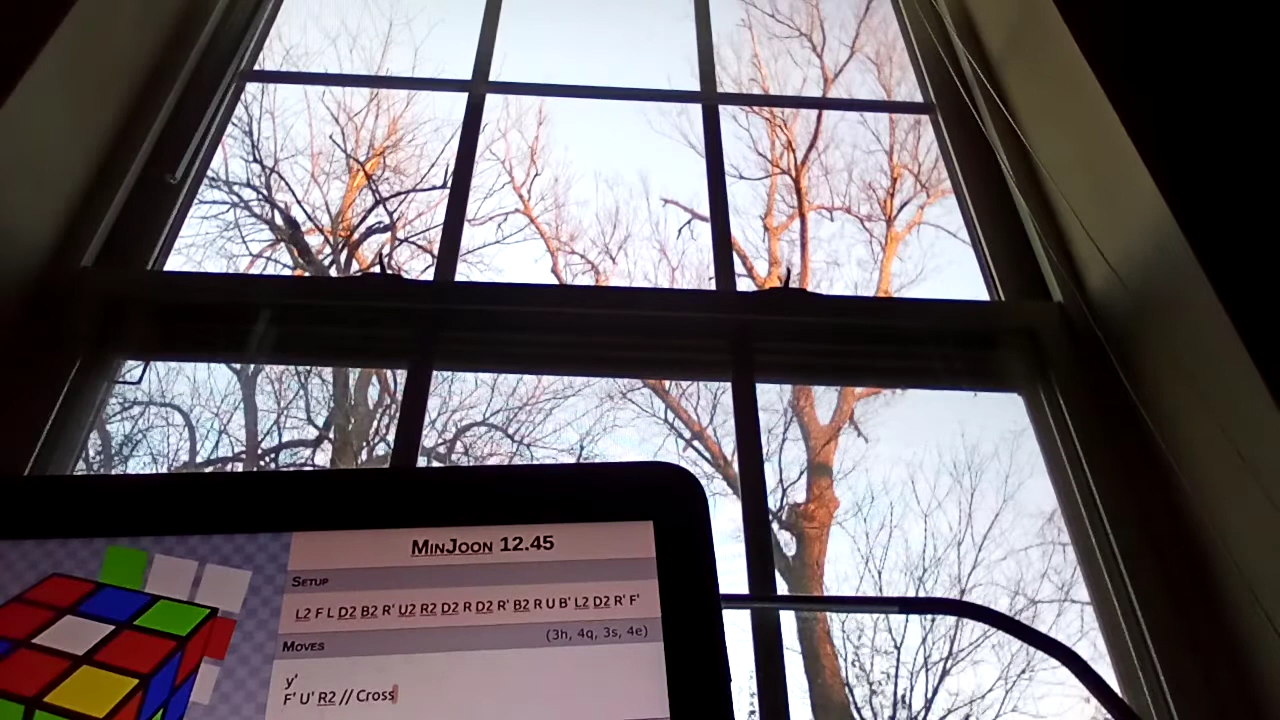 MinJoon 12.45
Setup
L2 F L D2 B2 R' U2 R2 D2 R D2 R' B2 R U B' L2 D2 R' F'
Moves (3h, 4q, 3s, 4e)
y'
F' U' R2 // Cross